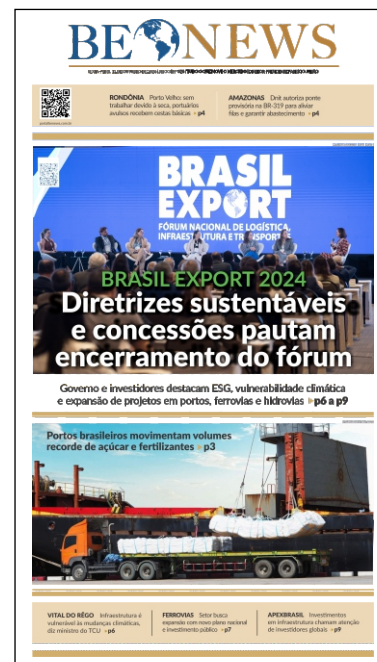 BE NEWS
RONDÔNIA Porto Velho: sem
trabalhar devido à seca, portuários
avulsos recebem cestas básicas p4
AMAZONAS Dnit autoriza ponte
provisória na BR-319 para aliviar
filas e garantir abastecimento p4
BRASIL
EXPORT
FÓRUM NACIONAL DE LOGÍSTICA,
INFRAESTRUTURA E TRANSPORTES
BRASIL EXPORT 2024
Diretrizes sustentáveis
e concessões pautam
encerramento do fórum
Governo e investidores destacam ESG, vulnerabilidade climática
e expansão de projetos em portos, ferrovias e hidrovias p6 a p9
Portos brasileiros movimentam volumes
recorde de açúcar e fertilizantes p3
VITAL DO RÊGO Infraestrutura é
vulnerável às mudanças climáticas,
diz ministro do TCU p6
FERROVIAS Setor busca
expansão com novo plano nacional
e investimento público p7
APEXBRASIL Investimentos
em infraestrutura chamam atenção
de investidores globais p9